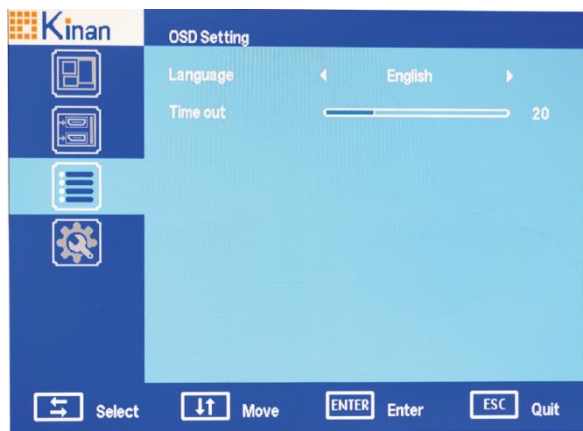 Kinan
OSD Setting
Language English
Time out 20
Select
Move
ENTER Enter
ESC Quit